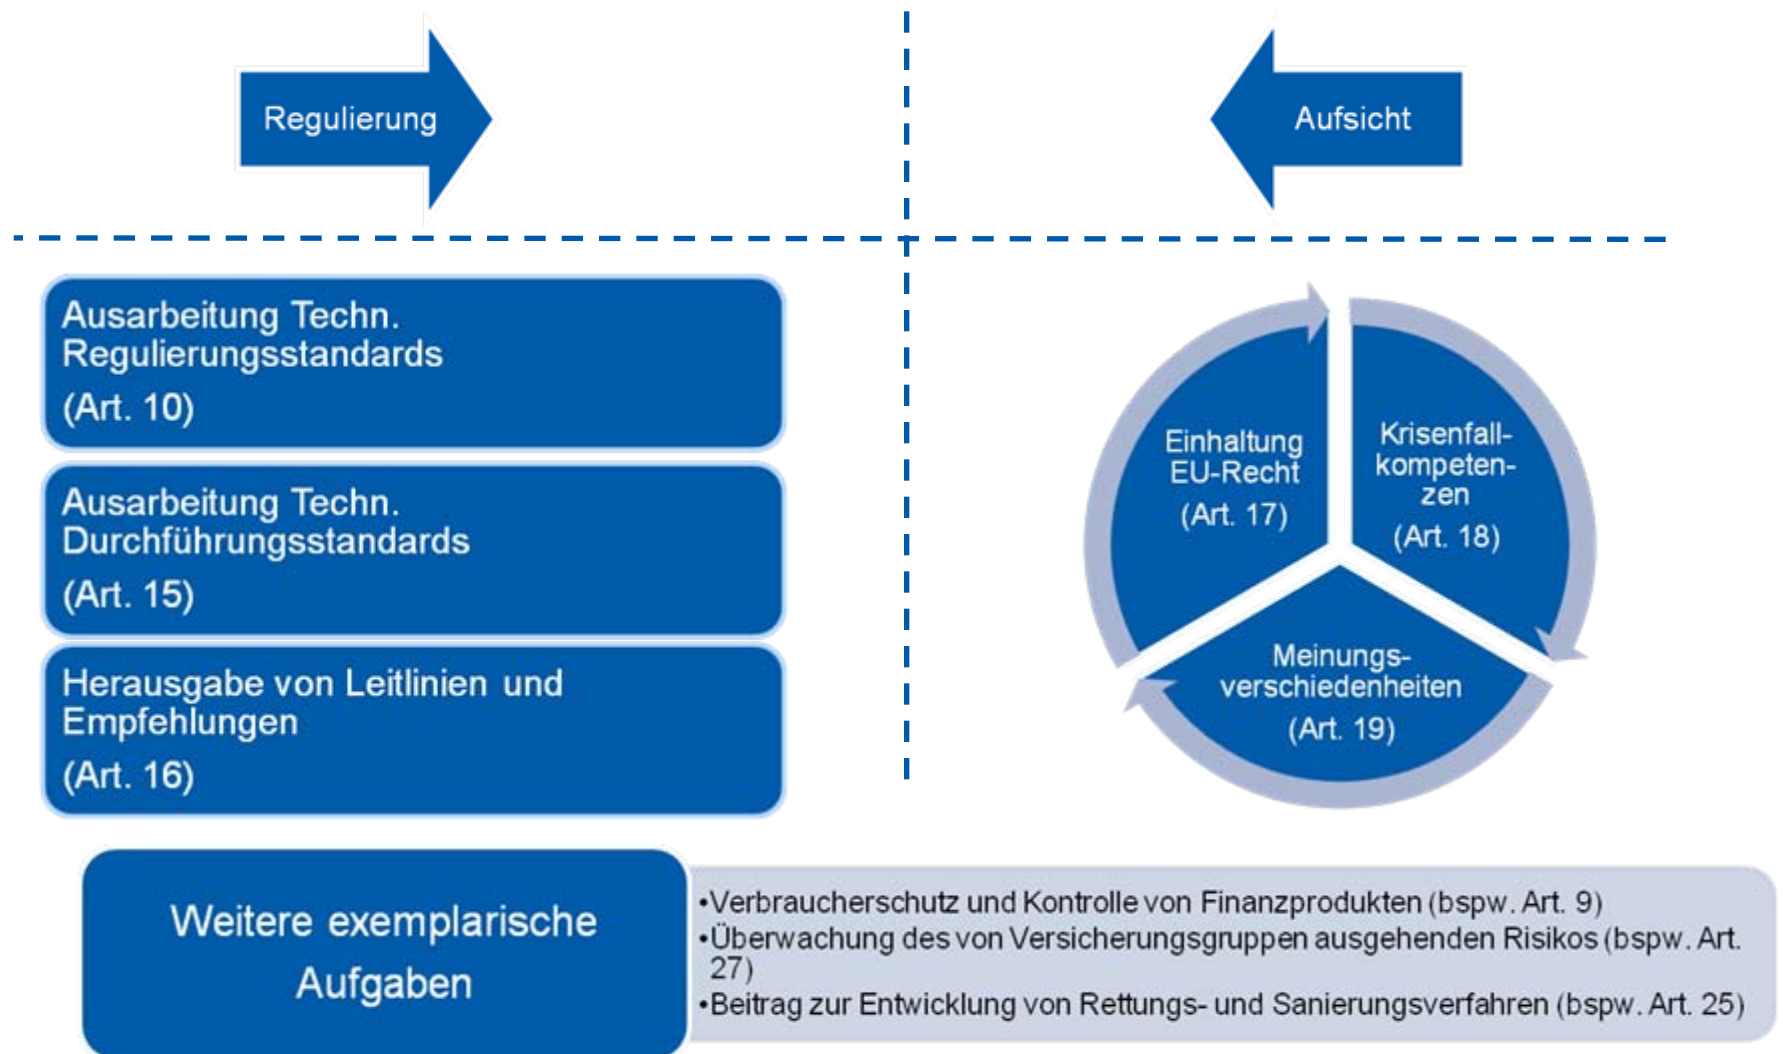 Regulierung
Aufsicht
Ausarbeitung Techn.
Regulierungsstandards
(Art. 10)
Ausarbeitung Techn.
Durchführungsstandards
(Art. 15)
Herausgabe von Leitlinien und
Empfehlungen
(Art. 16)
Einhaltung
EU-Recht
(Art. 17)
Krisenfall-
kompeten-
zen
(Art. 18)
Meinungs-
verschiedenheiten
(Art. 19)
Weitere exemplarische
Aufgaben
•Verbraucherschutz und Kontrolle von Finanzprodukten (bspw. Art. 9)
•Überwachung des von Versicherungsgruppen ausgehenden Risikos (bspw. Art.
27)
•Beitrag zur Entwicklung von Rettungs- und Sanierungsverfahren (bspw. Art. 25)